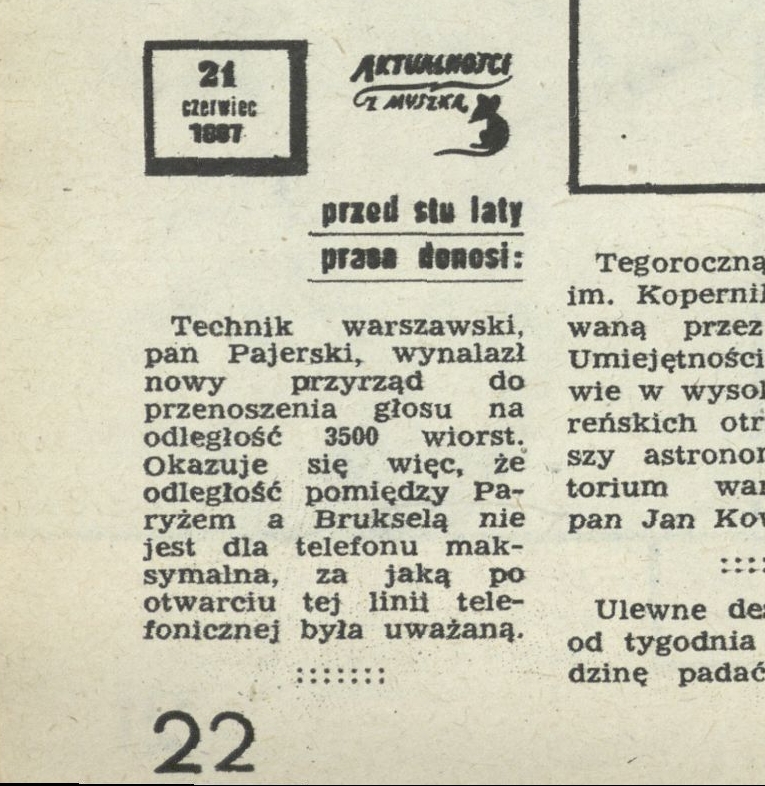 21
czerwiec
1887
AKTUALNOŚCI
Z MUSZKĄ
przed stu laty
prasa donosi:
Technik warszawski,
pan Pajerski, wynalazł
nowy przyrząd do
przenoszenia głosu na
odległość 3500 wiorst.
Okazuje się więc, że
odległość pomiędzy Pa-
ryżem a Brukselą nie
jest dla telefonu mak-
symalna, za jaką po
otwarciu tej linii tele-
fonicznej była uważaną.
:::::::
22
Tegoroczną
im. Koperni
waną przez
Umiejętności
wie w wysok
reńskich otr
szy astronom
torium war
pan Jan Kow
::::
Ulewne des
od tygodnia
dzinę padać